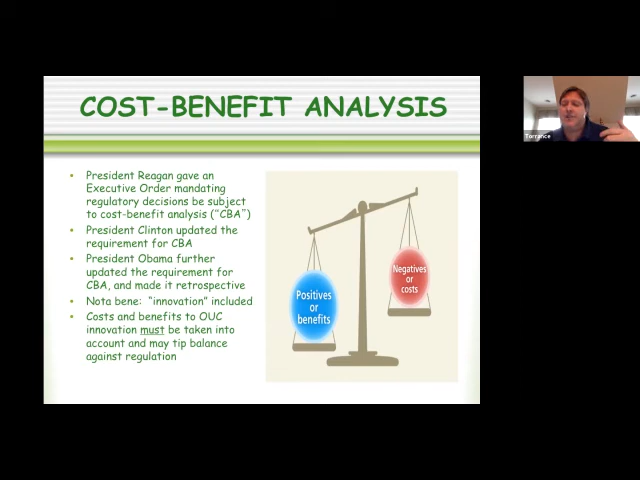 COST-BENEFIT ANALYSIS
Torrance
• President Reagan gave an
Executive Order mandating
regulatory decisions be subject
to cost-benefit analysis ("CBA")
• President Clinton updated the
requirement for CBA
• President Obama further
updated the requirement for
CBA, and made it retrospective
• Nota bene: "innovation" included
• Costs and benefits to OUC
innovation must be taken into
account and may tip balance
against regulation
Positives
or
benefits
Negatives
or
costs